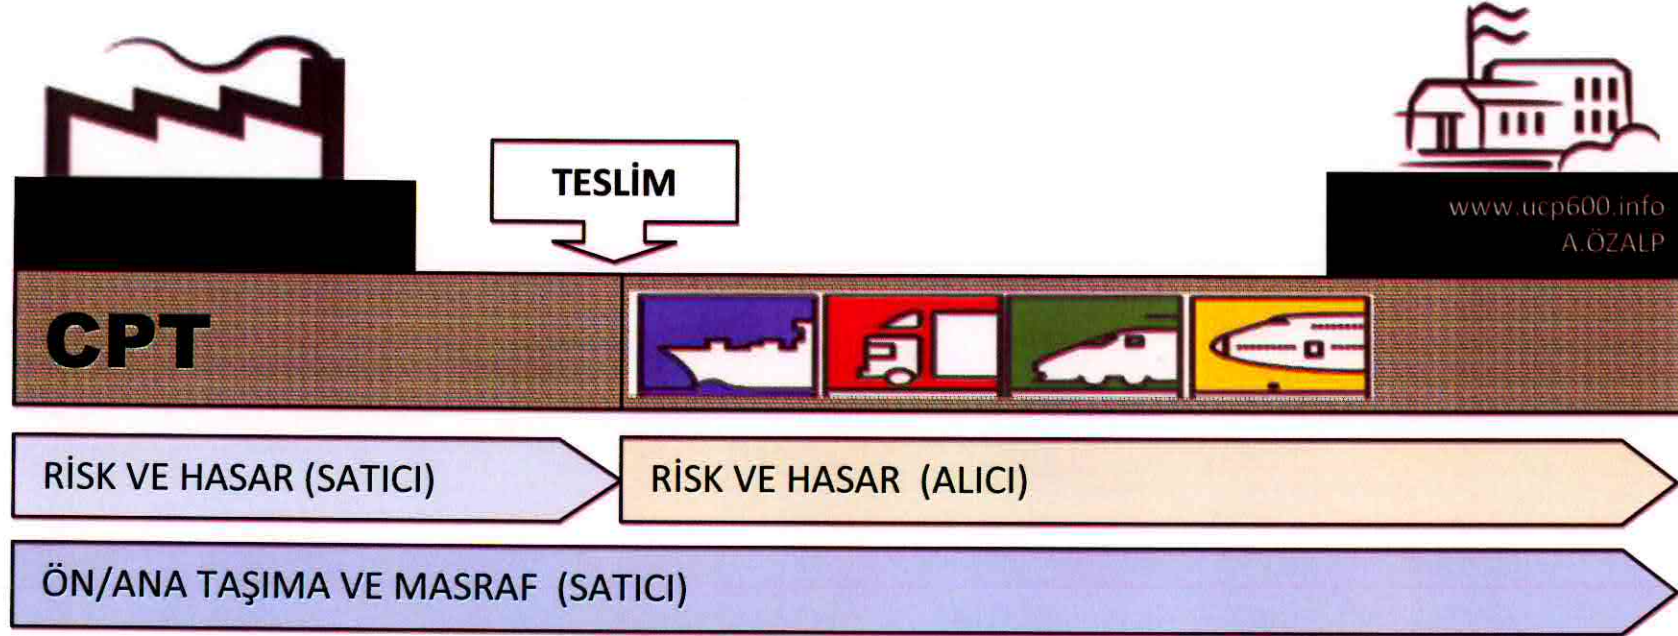 TESLİM
www.ucp600.info
A.ÖZALP
CPT
RİSK VE HASAR (SATICI)
RİSK VE HASAR (ALICI)
ÖN/ANA TAŞIMA VE MASRAF (SATICI)